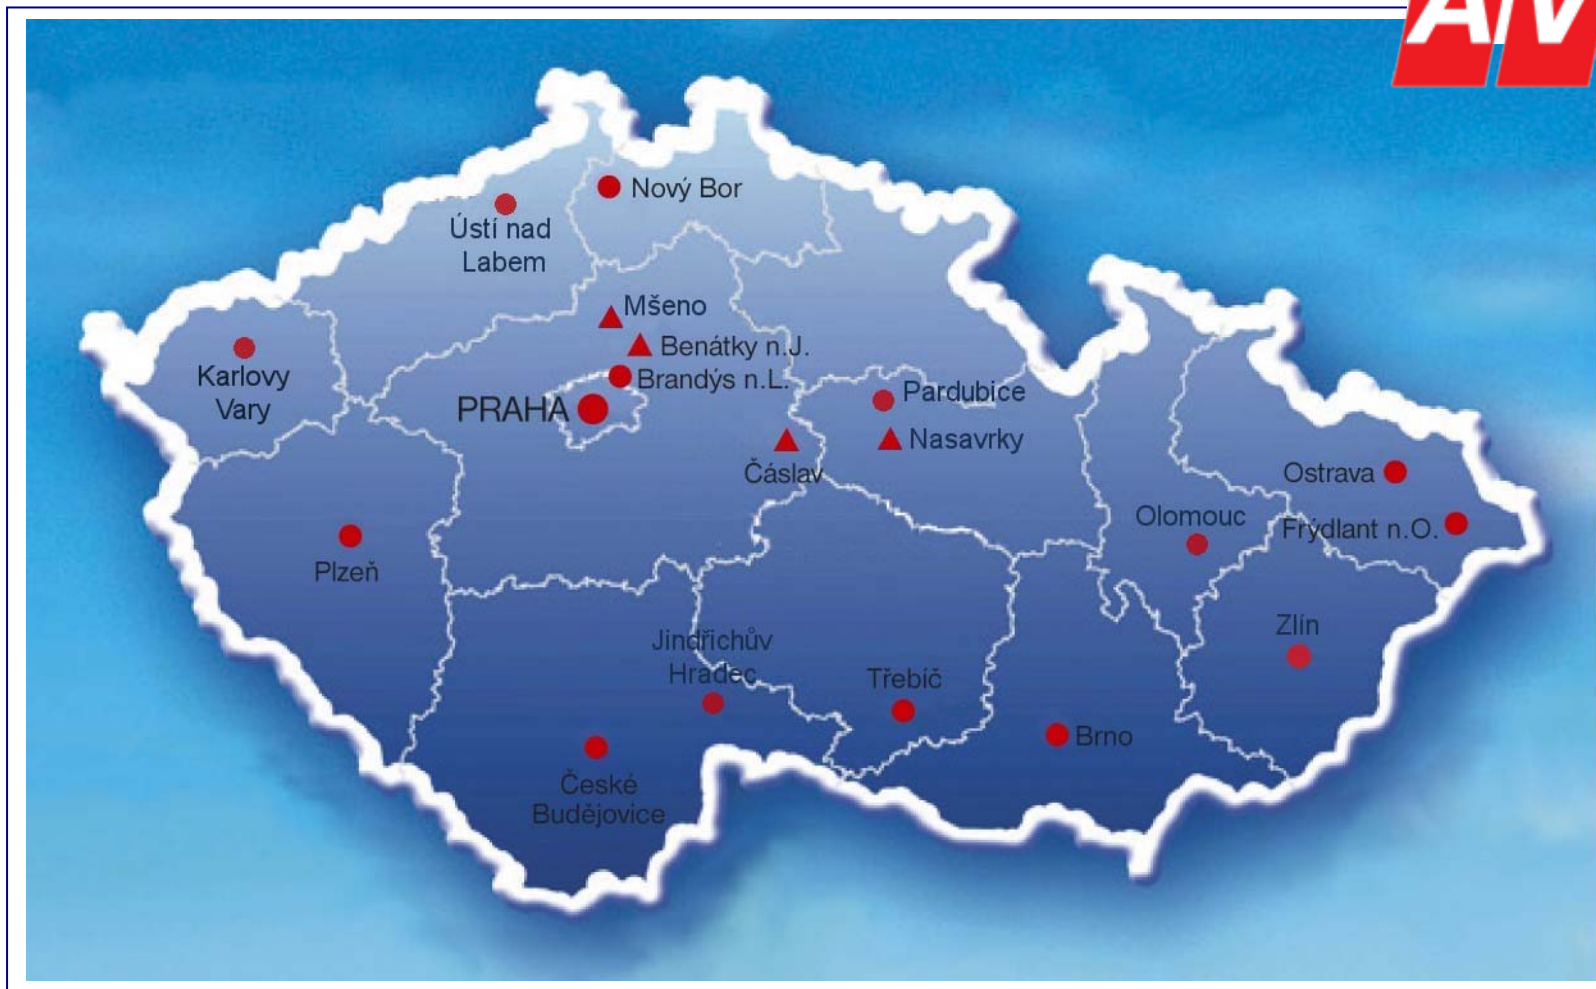 Nový Bor
Ústí nad
Labem
Mšeno
Benátky n.J.
Karlovy
Vary
Brandýs n.L.
Pardubice
PRAHA
Nasavrky
Čáslav
Ostrava
Olomouc
Frýdlant n.O.
Plzeň
Zlín
Jindřichův
Hradec
Třebíč
Brno
České
Budějovice